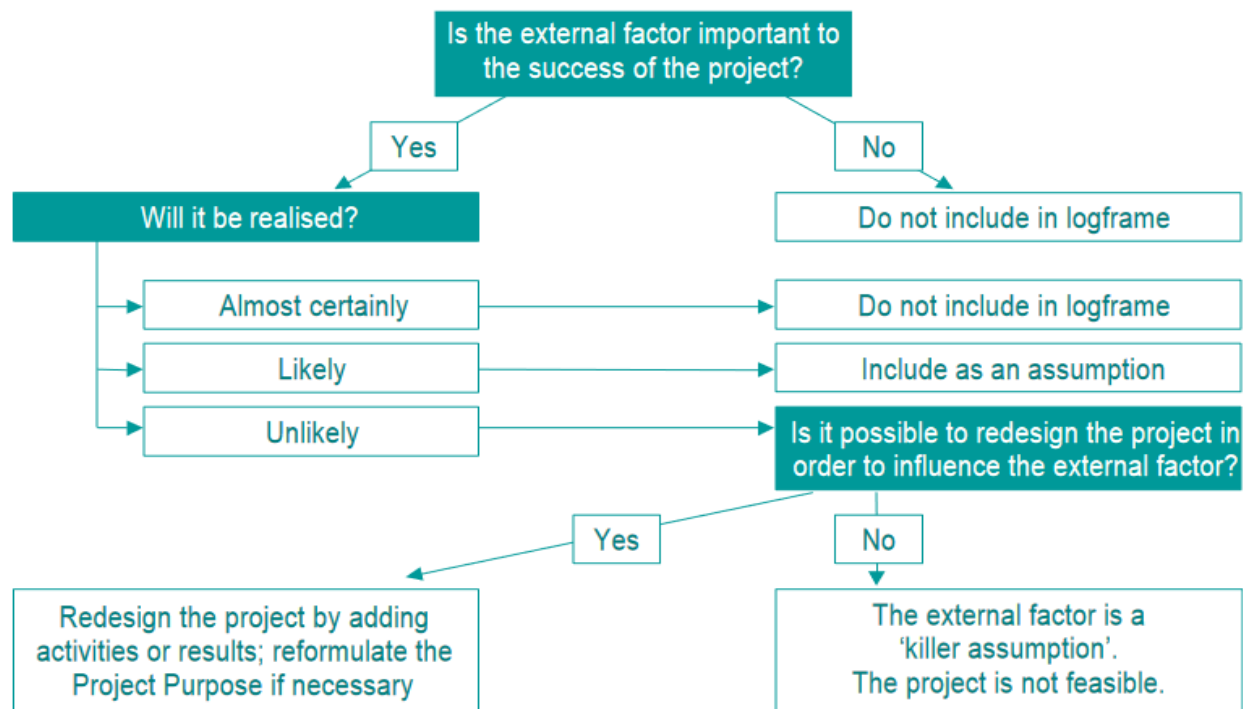 Is the external factor important to
the success of the project?
Yes
No
Will it be realised?
Do not include in logframe
Almost certainly
Do not include in logframe
Likely
Include as an assumption
Unlikely
Is it possible to redesign the project in
order to influence the external factor?
Yes
No
Redesign the project by adding
activities or results; reformulate the
Project Purpose if necessary
The external factor is a
‘killer assumption’.
The project is not feasible.